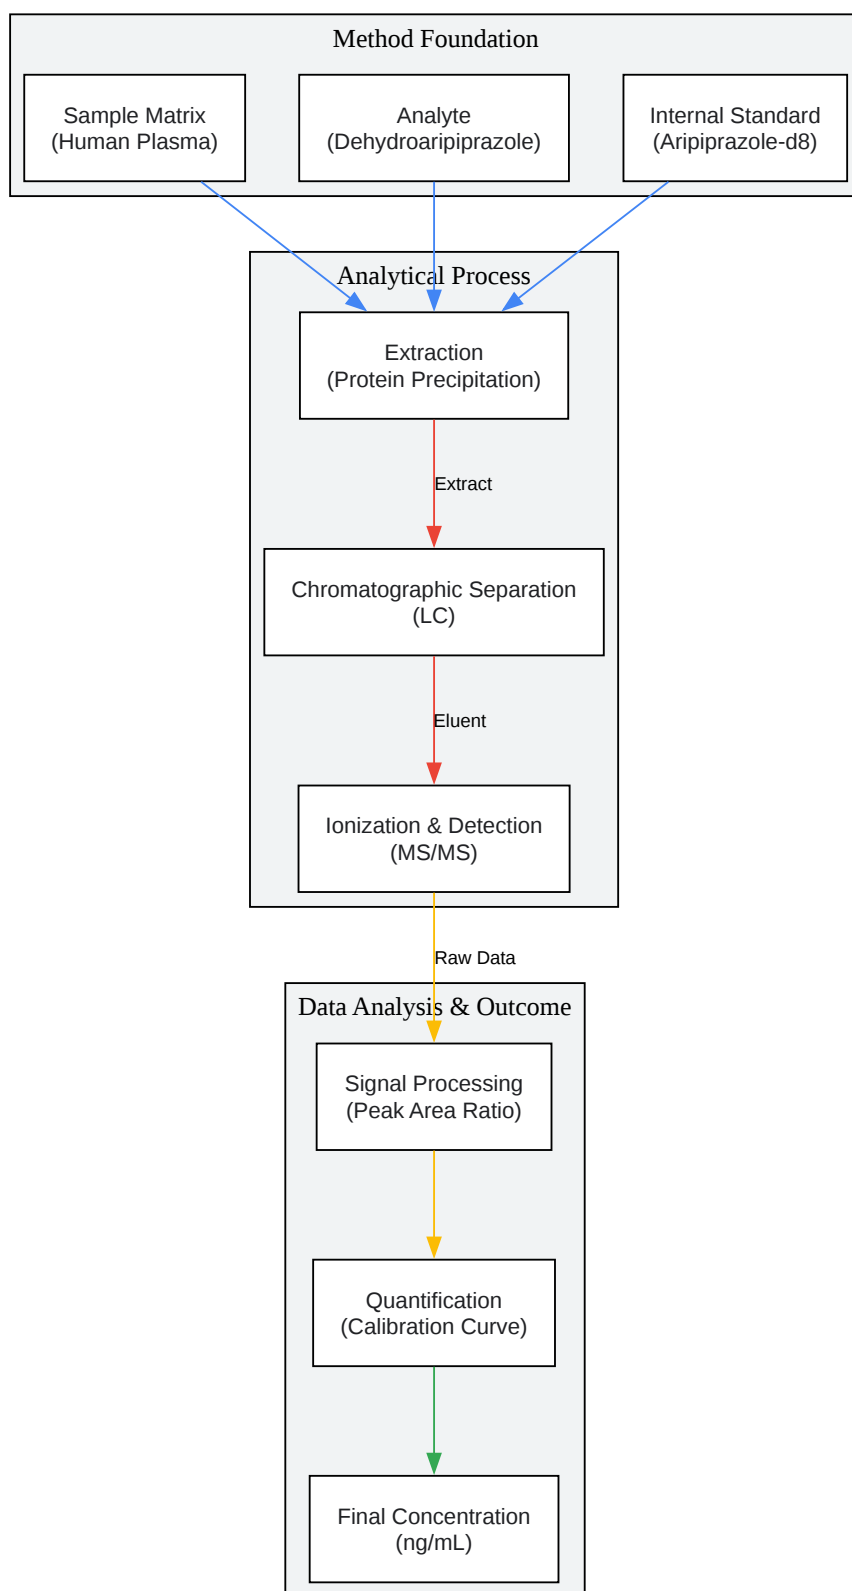 Method Foundation
Sample Matrix
(Human Plasma)
Analyte
(Dehydroaripiprazole)
Internal Standard
(Aripiprazole-d8)
Analytical Process
Extraction
(Protein Precipitation)
Extract
Chromatographic Separation
(LC)
Eluent
Ionization & Detection
(MS/MS)
Raw Data
Data Analysis & Outcome
Signal Processing
(Peak Area Ratio)
Quantification
(Calibration Curve)
Final Concentration
(ng/mL)